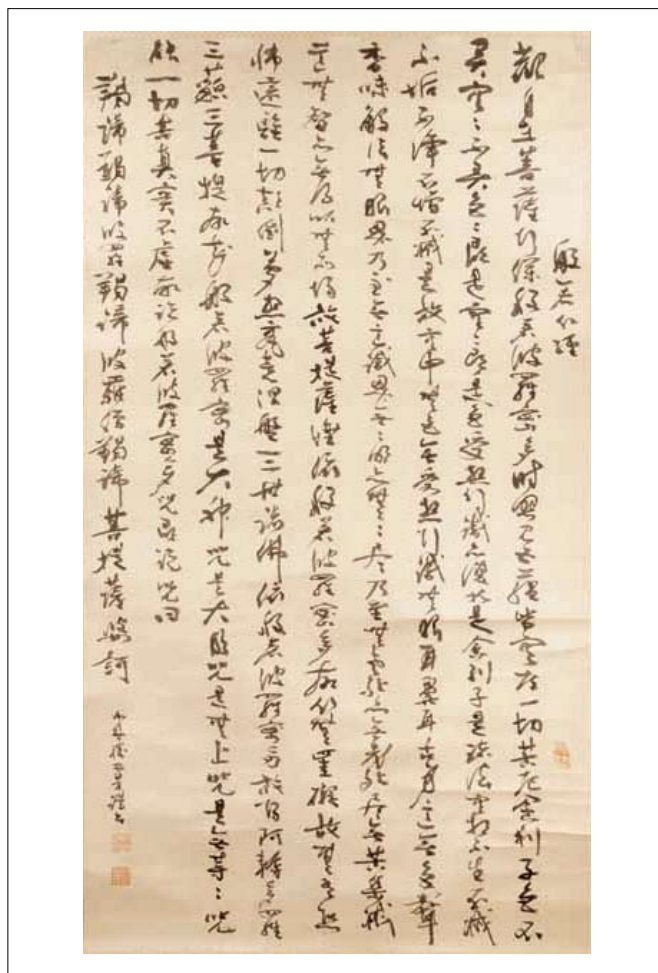 般若心經
觀自在菩薩行深般若波羅蜜多時照見五蘊皆空度一切苦厄舍利子色不
異空〻不異色〻即是空〻即是色受想行識亦復如是舍利子是諸法空相不生不滅
不垢不淨不增不減是故空中無色無受想行識無眼耳鼻舌身意無色聲
香味觸法無眼界乃至無意識界無〻明亦無〻明盡乃至無老死亦無老死盡無苦集滅
道無智亦無得以無所得故菩提薩埵依般若波羅蜜多故心無罣礙故無有恐
怖遠離一切顛倒夢想究竟涅槃三世諸佛依般若波羅蜜多故得阿耨多羅
三藐三菩提故知般若波羅蜜是大神咒是大明咒是無上咒是無等〻咒
能一切苦真實不虛故說般若波羅蜜多咒即說咒曰
羯諦羯諦波羅羯諦波羅僧羯諦菩提薩婆訶